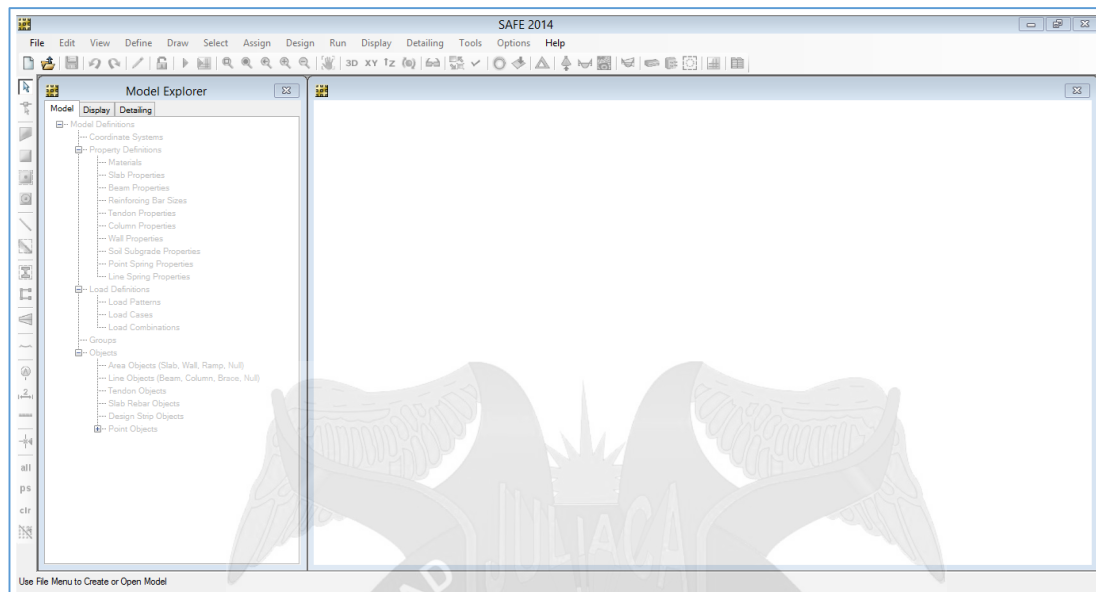 SAFE 2014
File Edit View Define Draw Select Assign Design Run Display Detailing Tools Options Help
3D XY
Model Explorer
Model Display Detailing
Model Definitions
Coordinate Systems
Property Definitions
Materials
Slab Properties
Beam Properties
Reinforcing Bar Sizes
Tendon Properties
Column Properties
Wall Properties
Soil Subgrade Properties
Point Spring Properties
Line Spring Properties
Load Definitions
Load Patterns
Load Cases
Load Combinations
Groups
Objects
Area Objects (Slab, Wall, Ramp, Null)
Line Objects (Beam, Column, Brace, Null)
Tendon Objects
Slab Rebar Objects
Design Strip Objects
Point Objects
all
ps
clr
JULIACA
AD
Use File Menu to Create or Open Model